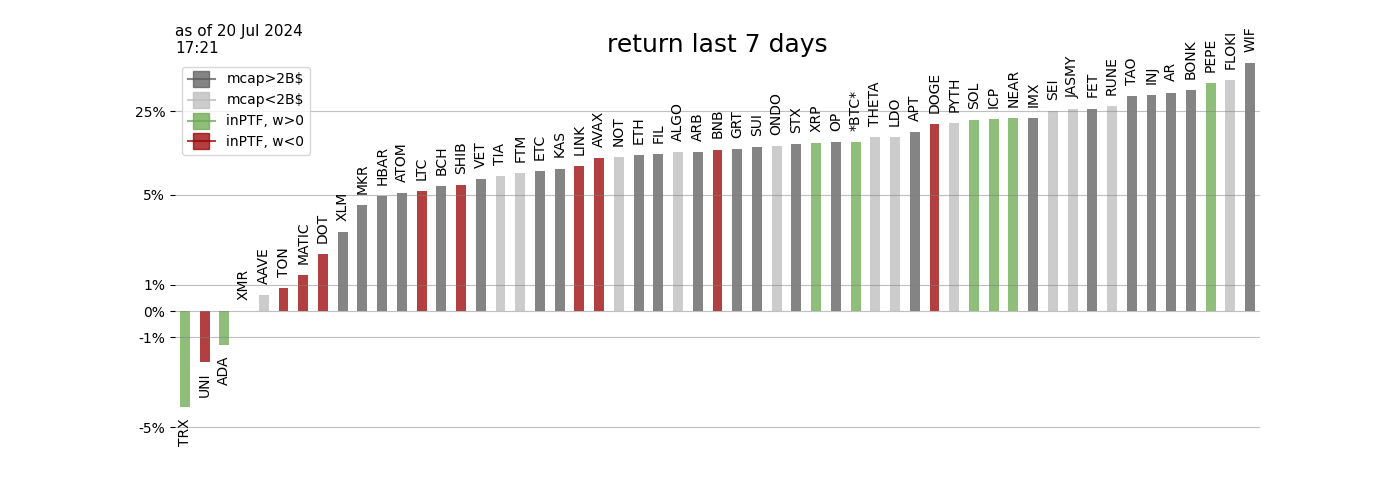 as of 20 Jul 2024
17:21
return last 7 days
mcap>2B$
mcap<2B$
inPTF, w>0
inPTF, w<0
25%
5%
1%
0%
-1%
-5%
TRX
UNI
ADA
XMR
AAVE
TON
MATIC
DOT
XLM
MKR
HBAR
ATOM
LTC
BCH
SHIB
VET
TIA
FTM
ETC
KAS
LINK
AVAX
NOT
ETH
FIL
ALGO
ARB
BNB
GRT
SUI
ONDO
STX
XRP
OP
*BTC*
THETA
LDO
APT
DOGE
PYTH
SOL
ICP
NEAR
IMX
SEI
JASMY
FET
RUNE
TAO
INJ
AR
BONK
PEPE
FLOKI
WIF